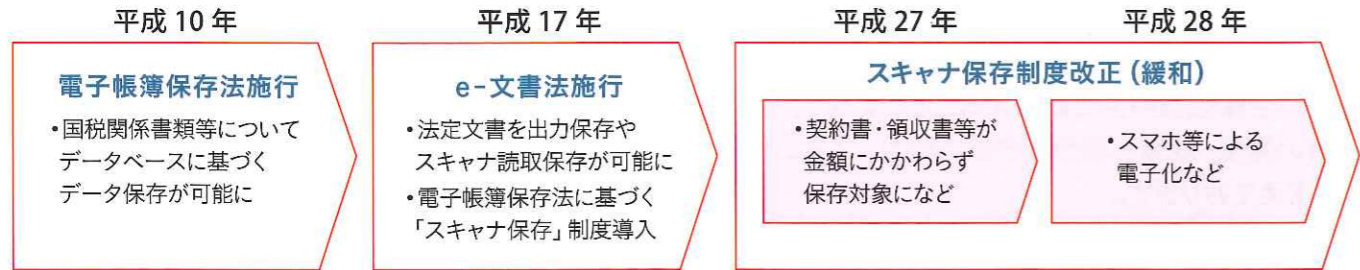 平成 10 年
電子帳簿保存法施行
•国税関係書類等について
データベースに基づく
データ保存が可能に
平成 17 年
e-文書法施行
•法定文書を出力保存や
スキャナ読取保存が可能に
•電子帳簿保存法に基づく
「スキャナ保存」制度導入
平成 27 年
平成 28 年
スキャナ保存制度改正（緩和）
•契約書・領収書等が
金額にかかわらず
保存対象になど
•スマホ等による
電子化など